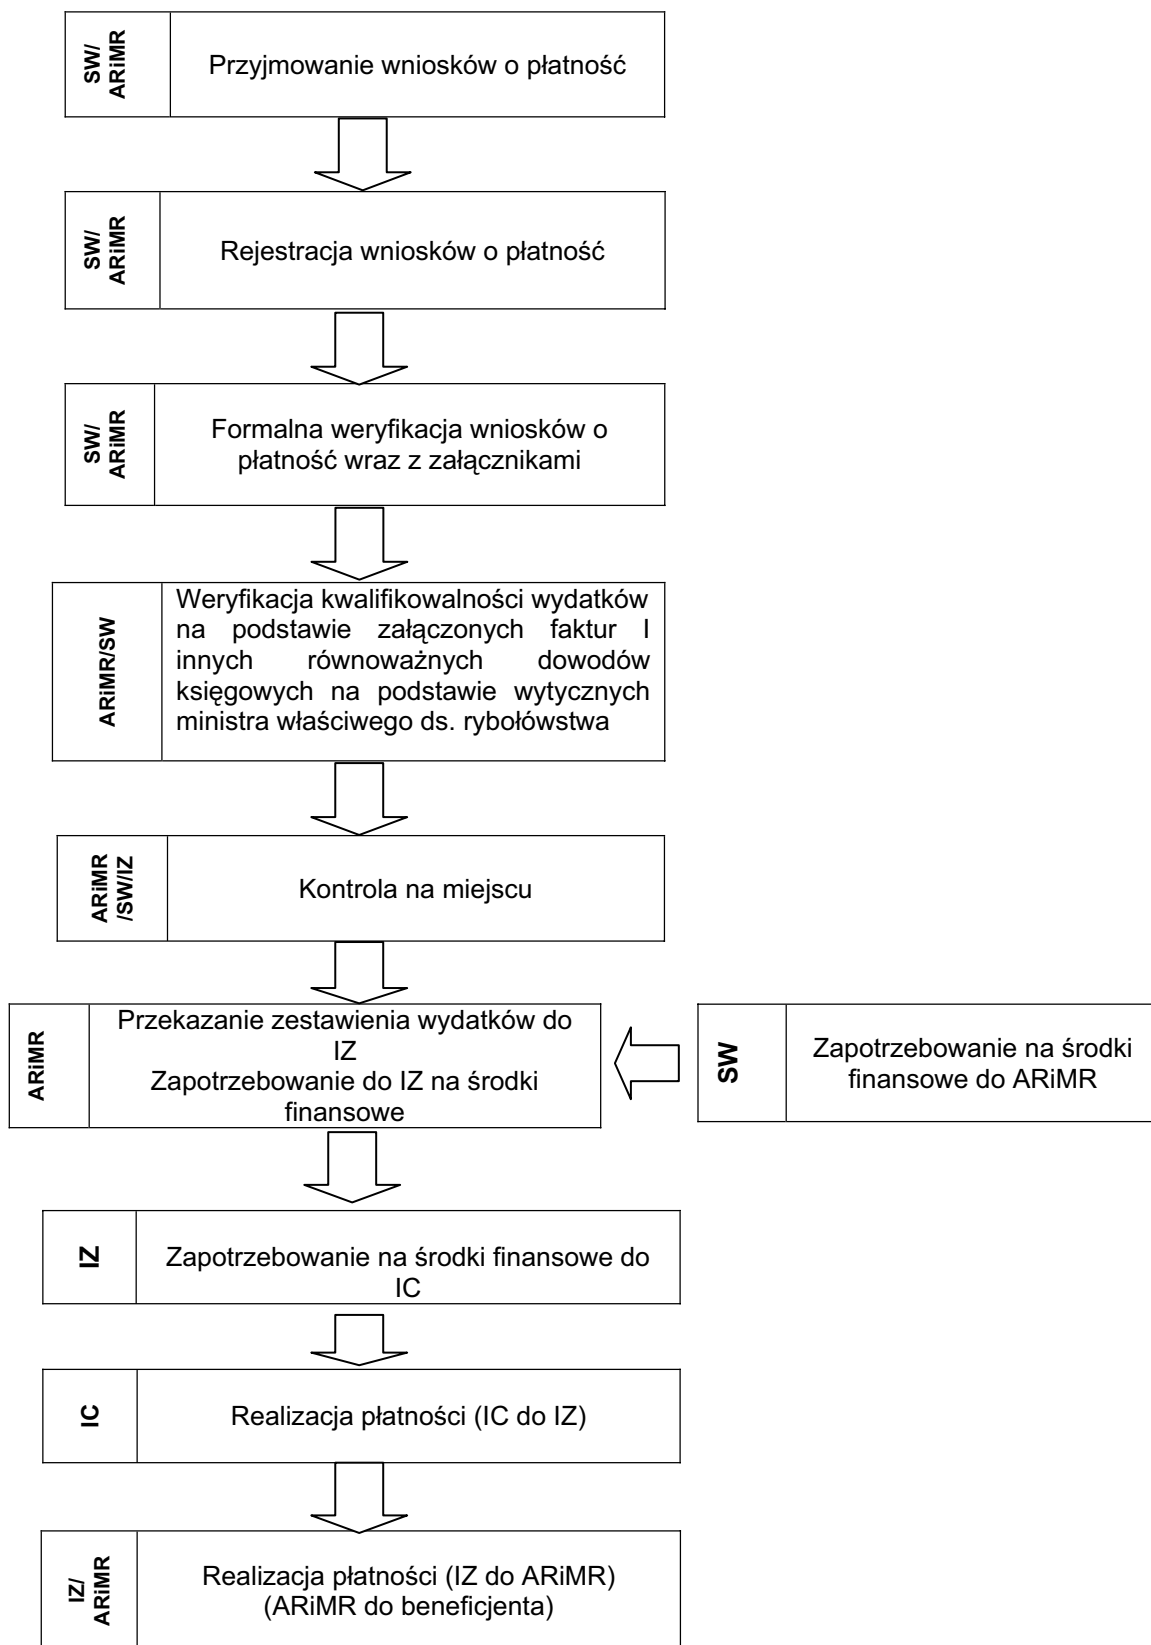 SW/
ARiMR
Przyjmowanie wniosków o płatność
SW/
ARiMR
Rejestracja wniosków o płatność
SW/
ARiMR
Formalna weryfikacja wniosków o
płatność wraz z załącznikami
ARiMR/SW
Weryfikacja kwalifikowalności wydatków
na podstawie załączonych faktur I
innych równoważnych dowodów
księgowych na podstawie wytycznych
ministra właściwego ds. rybołówstwa
ARiMR
/SW/IZ
Kontrola na miejscu
ARiMR
Przekazanie zestawienia wydatków do
IZ
Zapotrzebowanie do IZ na środki
finansowe
SW
Zapotrzebowanie na środki
finansowe do ARiMR
IZ
Zapotrzebowanie na środki finansowe do
IC
IC
Realizacja płatności (IC do IZ)
IZ/
ARiMR
Realizacja płatności (IZ do ARiMR)
(ARiMR do beneficjenta)